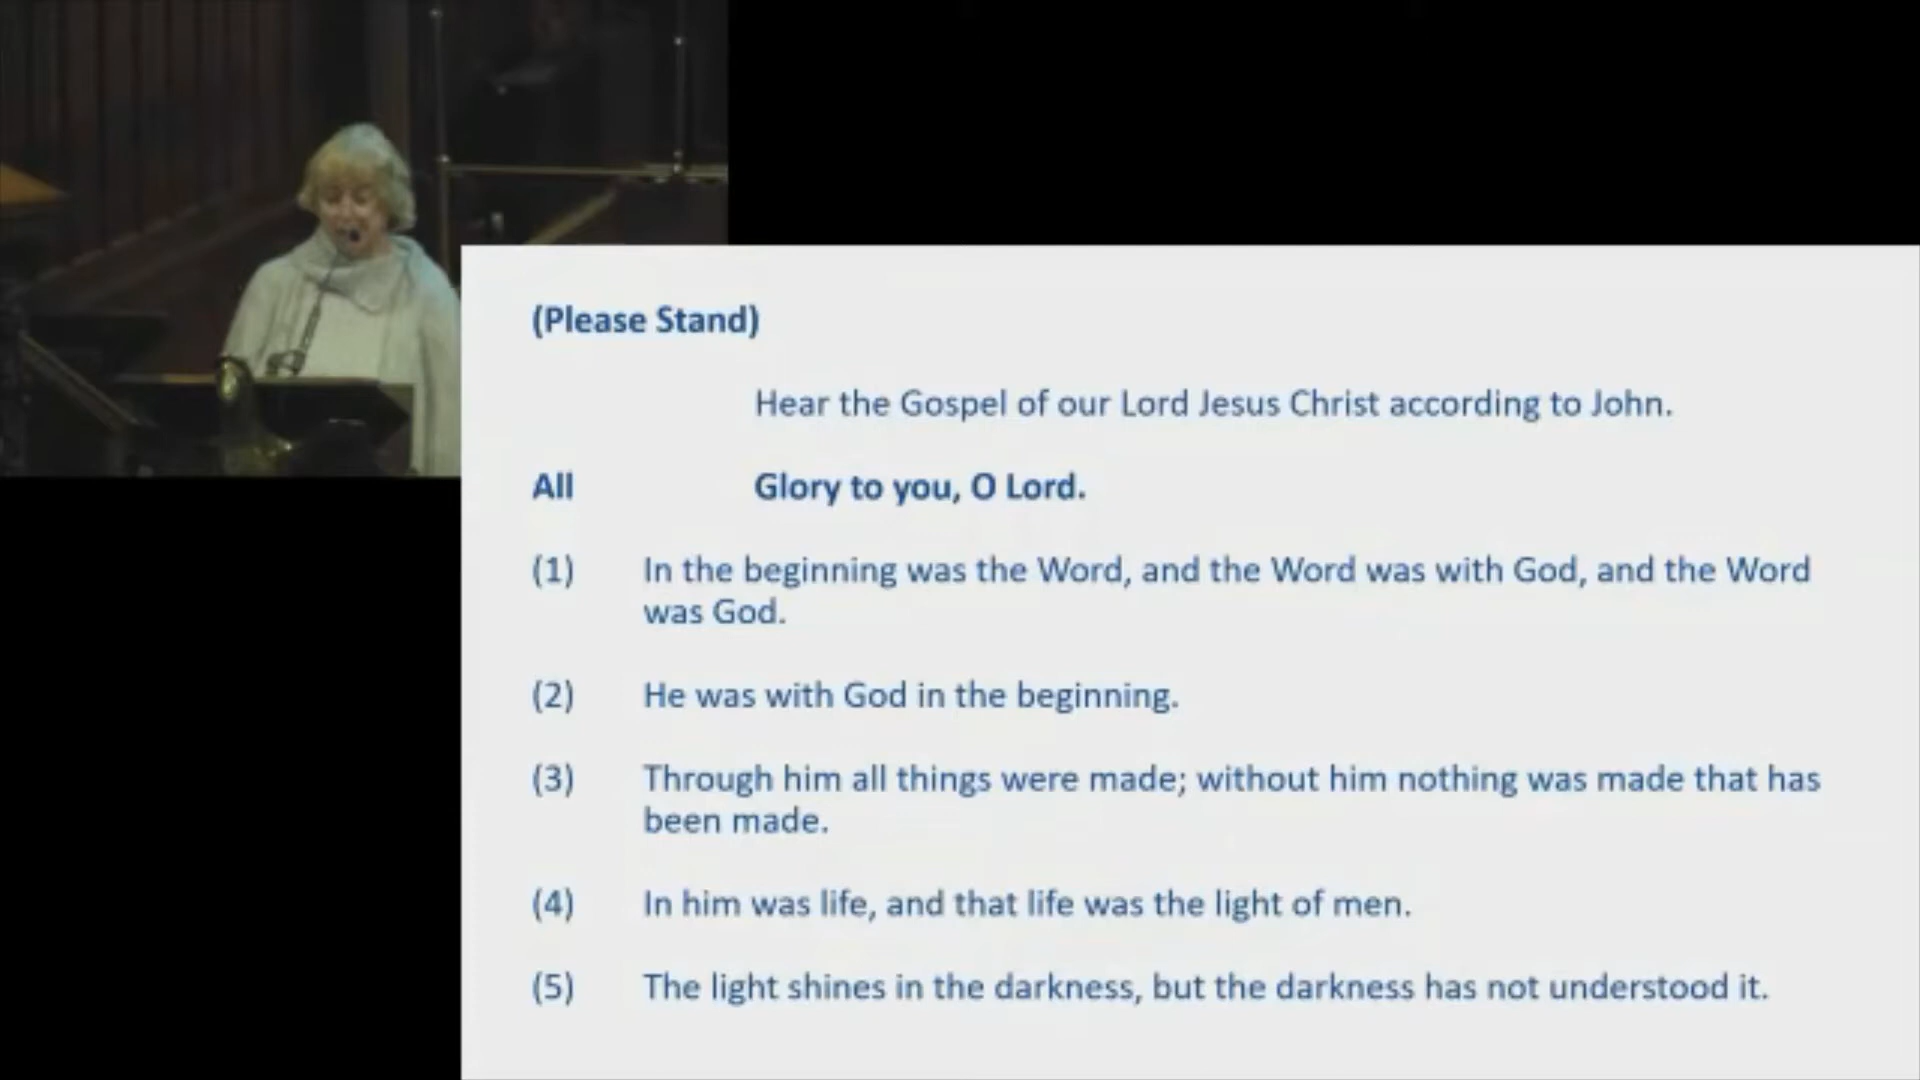 (Please Stand)
Hear the Gospel of our Lord Jesus Christ according to John.
All Glory to you, O Lord.
(1) In the beginning was the Word, and the Word was with God, and the Word
was God.
(2) He was with God in the beginning.
(3) Through him all things were made; without him nothing was made that has
been made.
(4) In him was life, and that life was the light of men.
(5) The light shines in the darkness, but the darkness has not understood it.